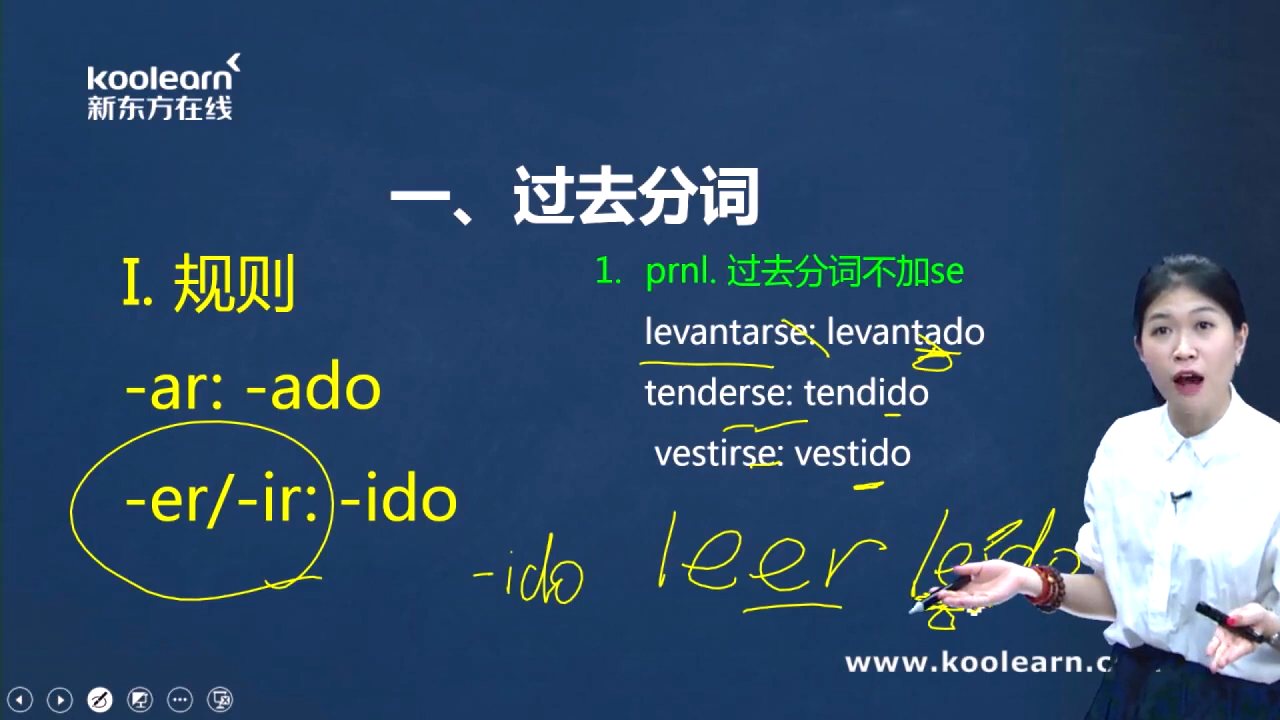 koolearn
新东方在线
一、过去分词
I. 规则
-ar: -ado
-er/-ir: -ido
1. prnl. 过去分词不加se
levantarse: levantado
tenderse: tendido
vestirse: vestido
-ido leer leído
www.koolearn.c